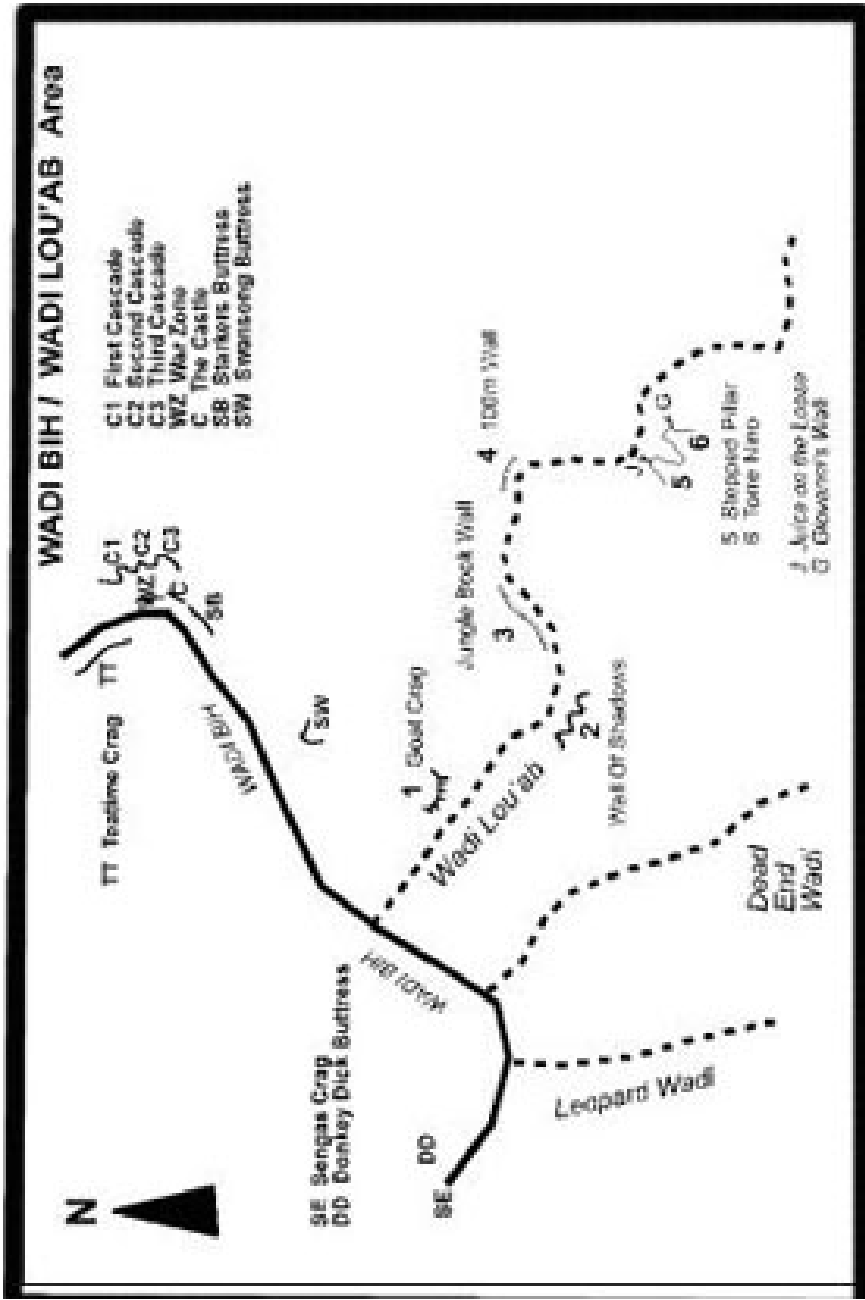 WADI BIH / WADI LOU'AB Area
N
TT Teatime Crag
TT
C1
WZ
C2
C
C3
SB
C1 First Cascade
C2 Second Cascade
C3 Third Cascade
WZ War Zone
C The Castle
SB Starkers Buttress
SW Swansong Buttress
WADI BIH
SW
SE Sengas Crag
DD Donkey Dick Buttress
WADI BIH
1 Goat Crag
Jungle Book Wall
3
4 100m Wall
DD
SE
Wadi Lou'ab
2
Wall Of Shadows
J
G
5
6
Leopard Wadi
Dead
End
Wadi
5 Stepped Pillar
6 Torre Nero
J Juice on the Loose
G Giovanni's Wall